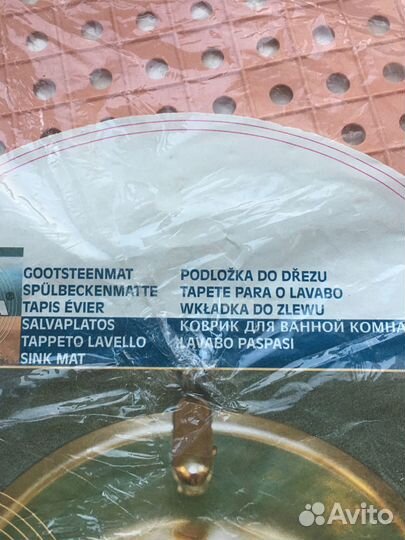 GOOTSTEENMAT
SPÜLBECKENMATTE
TAPIS ÉVIER
SALVAPLATOS
TAPPETO LAVELLO
SINK MAT
PODLOŽKA DO DŘEZU
TAPETE PARA O LAVABO
WKŁADKA DO ZLEWU
КОВРИК ДЛЯ ВАННОЙ КОМНА
LAVABO PASPASI
A®
Avito